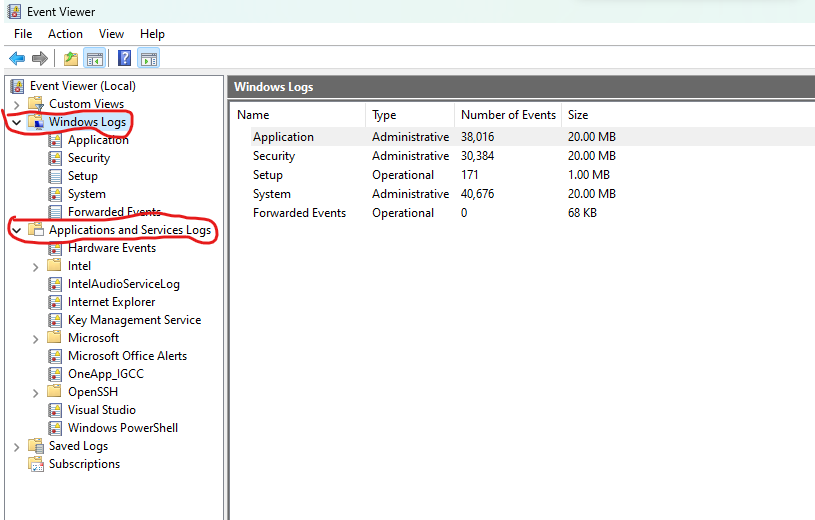 Event Viewer
File Action View Help
Event Viewer (Local)
Custom Views
Windows Logs
Application
Security
Setup
System
Forwarded Events
Applications and Services Logs
Hardware Events
Intel
IntelAudioServiceLog
Internet Explorer
Key Management Service
Microsoft
Microsoft Office Alerts
OneApp_IGCC
OpenSSH
Visual Studio
Windows PowerShell
Saved Logs
Subscriptions
Windows Logs
Name Type Number of Events Size
Application Administrative 38,016 20.00 MB
Security Administrative 30,384 20.00 MB
Setup Operational 171 1.00 MB
System Administrative 40,676 20.00 MB
Forwarded Events Operational 0 68 KB